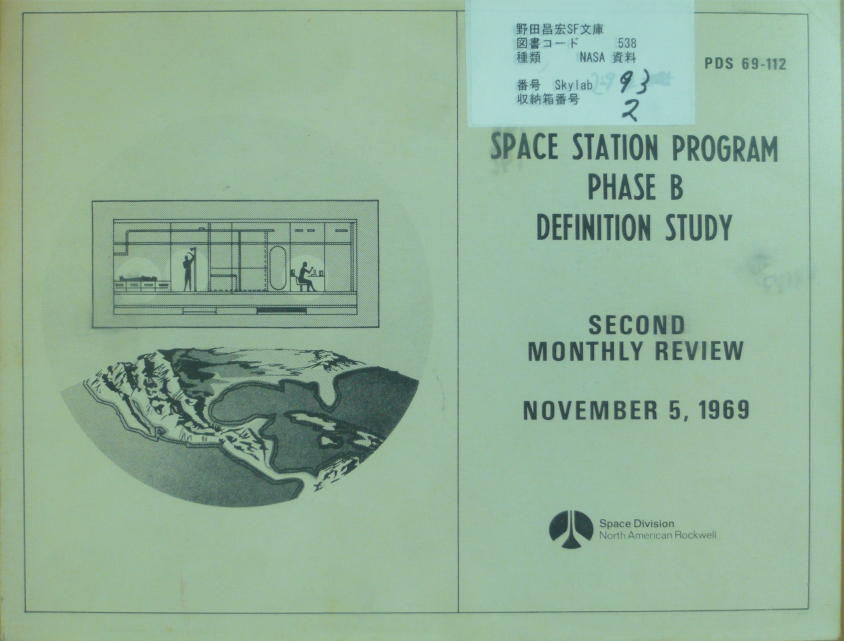 野田昌宏SF文庫
図書コード 538
種類 NASA 資料
番号 Skylab 93
収納箱番号 2
PDS 69-112
SPACE STATION PROGRAM
PHASE B
DEFINITION STUDY
SECOND
MONTHLY REVIEW
NOVEMBER 5, 1969
Space Division
North American Rockwell